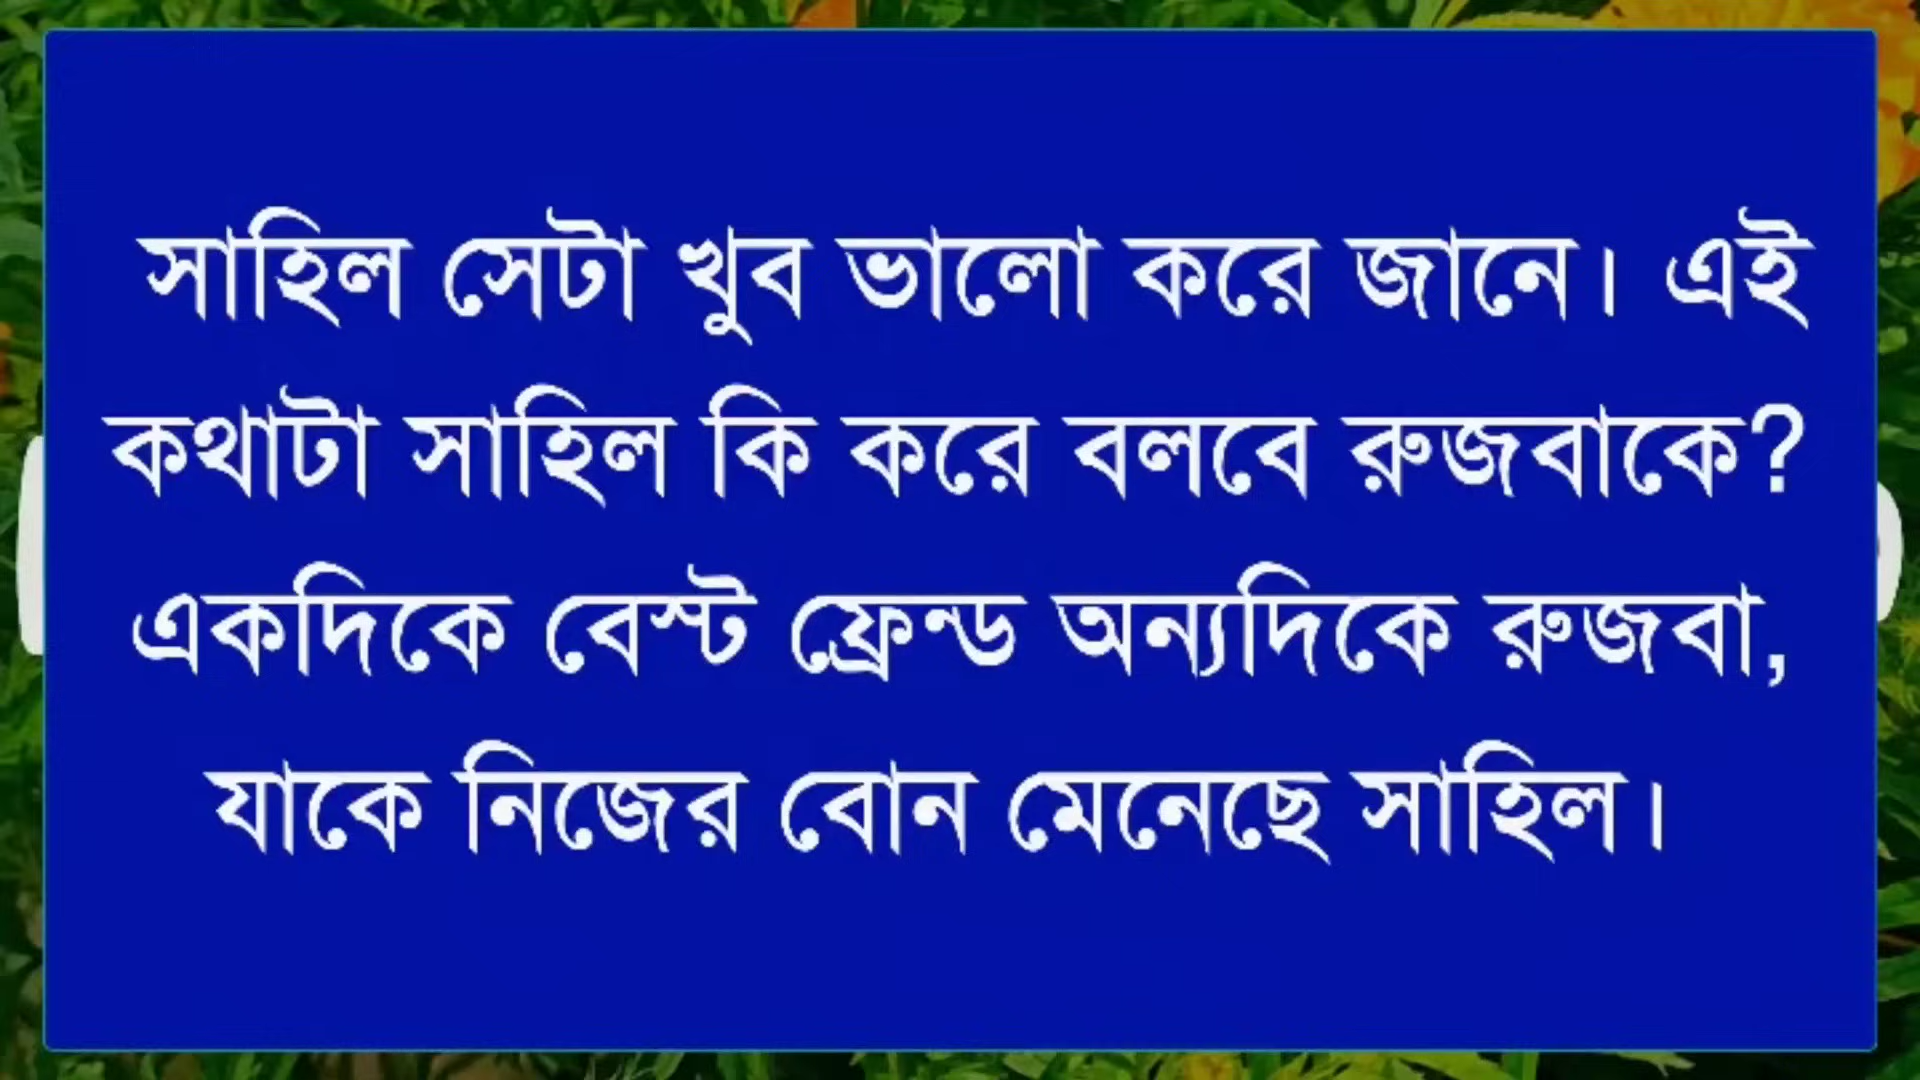 সাহিল সেটা খুব ভালো করে জানে। এই
কথাটা সাহিল কি করে বলবে রুজবাকে?
একদিকে বেস্ট ফ্রেন্ড অন্যদিকে রুজবা,
যাকে নিজের বোন মেনেছে সাহিল।